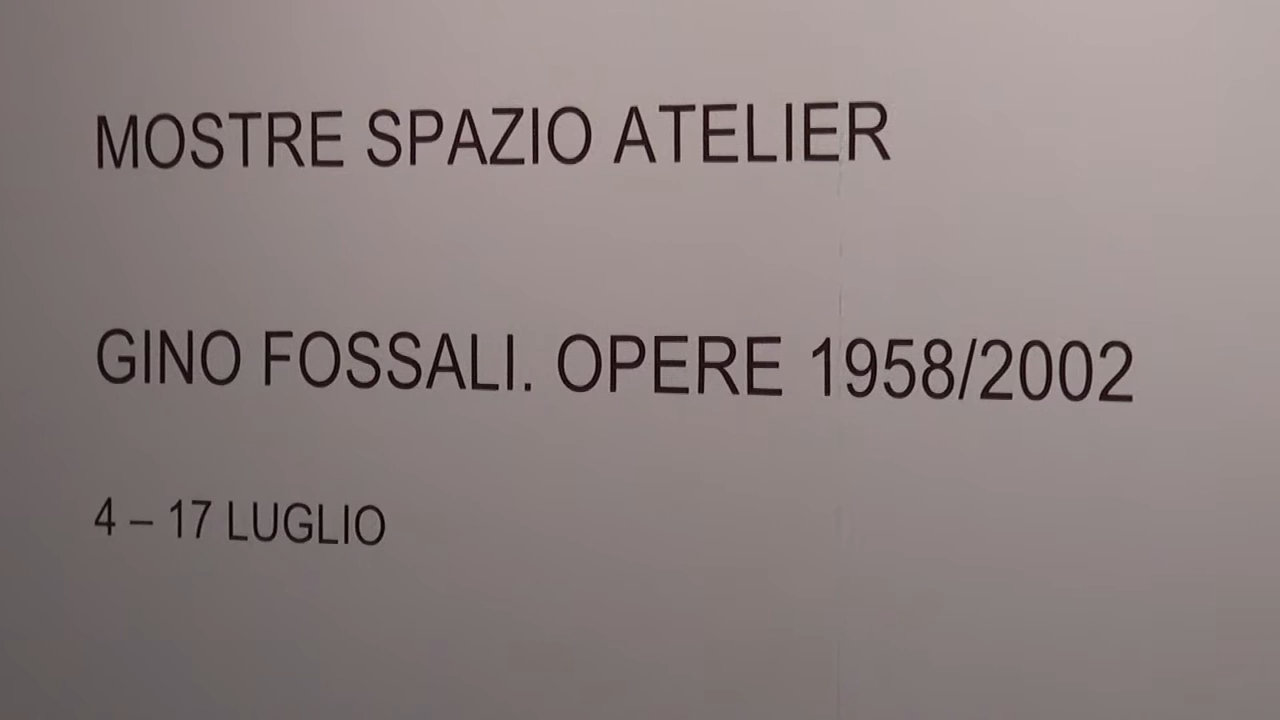 MOSTRE SPAZIO ATELIER
GINO FOSSALI. OPERE 1958/2002
4 – 17 LUGLIO